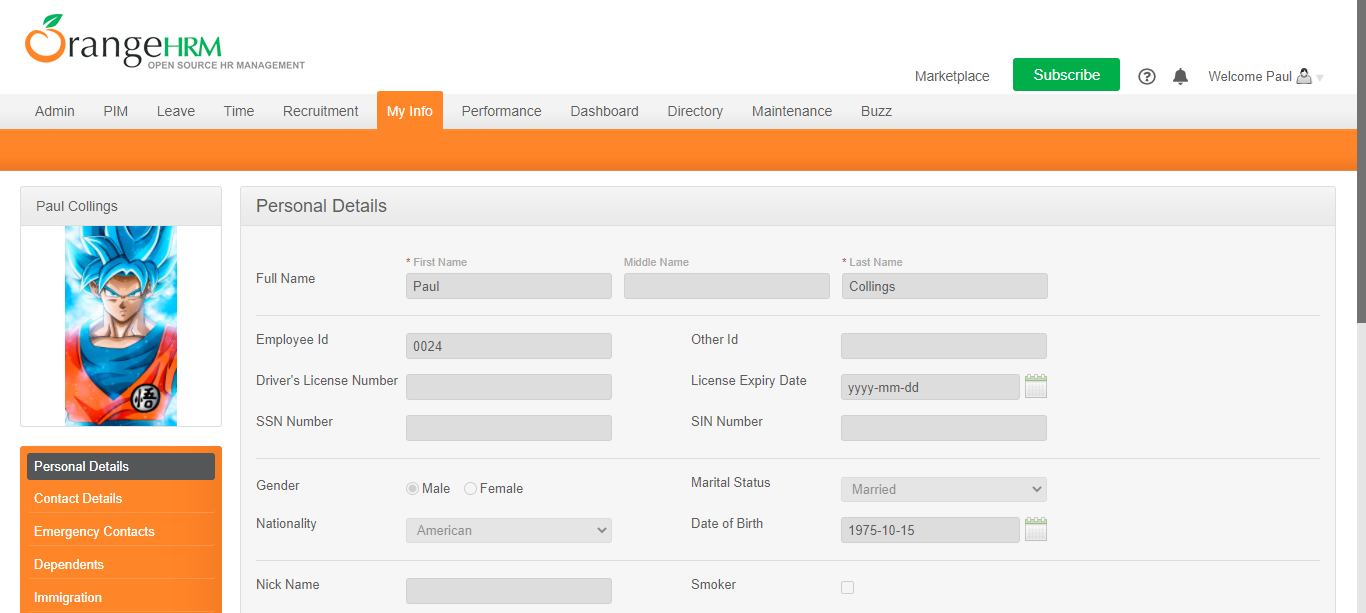 OrangeHRM
OPEN SOURCE HR MANAGEMENT
Marketplace Subscribe ? Welcome Paul
Admin PIM Leave Time Recruitment My Info Performance Dashboard Directory Maintenance Buzz
Paul Collings
Personal Details
Contact Details
Emergency Contacts
Dependents
Immigration
悟
Personal Details
* First Name Middle Name * Last Name
Full Name Paul Collings
Employee Id 0024 Other Id
Driver's License Number License Expiry Date yyyy-mm-dd
SSN Number SIN Number
Gender Male Female Marital Status Married
Nationality American Date of Birth 1975-10-15
Nick Name Smoker